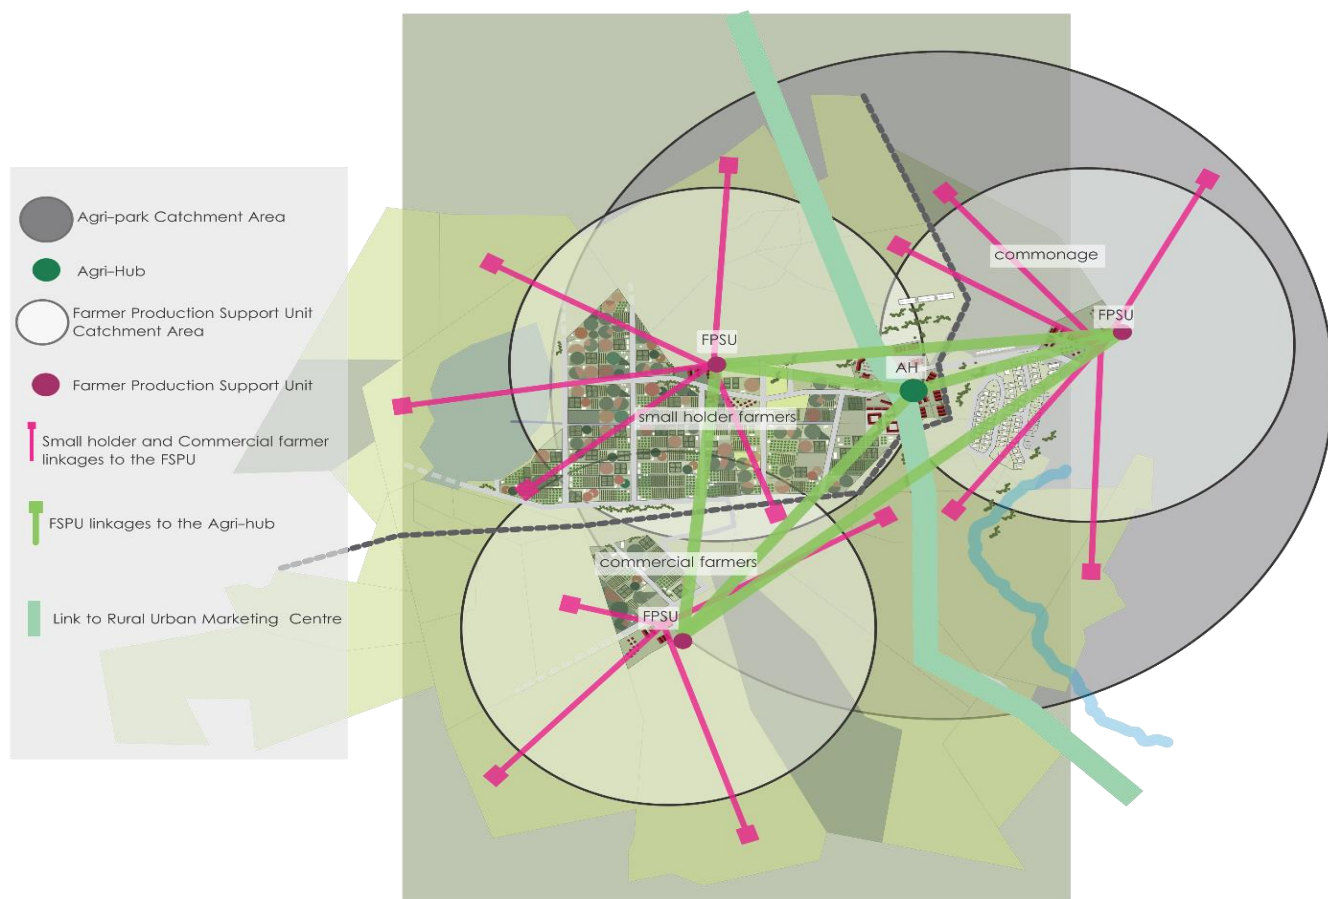 Agri-park Catchment Area
Agri-Hub
Farmer Production Support Unit
Catchment Area
Farmer Production Support Unit
Small holder and Commercial farmer
linkages to the FSPU
FSPU linkages to the Agri-hub
Link to Rural Urban Marketing Centre
commonage
FPSU
FPSU
AH
small holder farmers
commercial farmers
FPSU